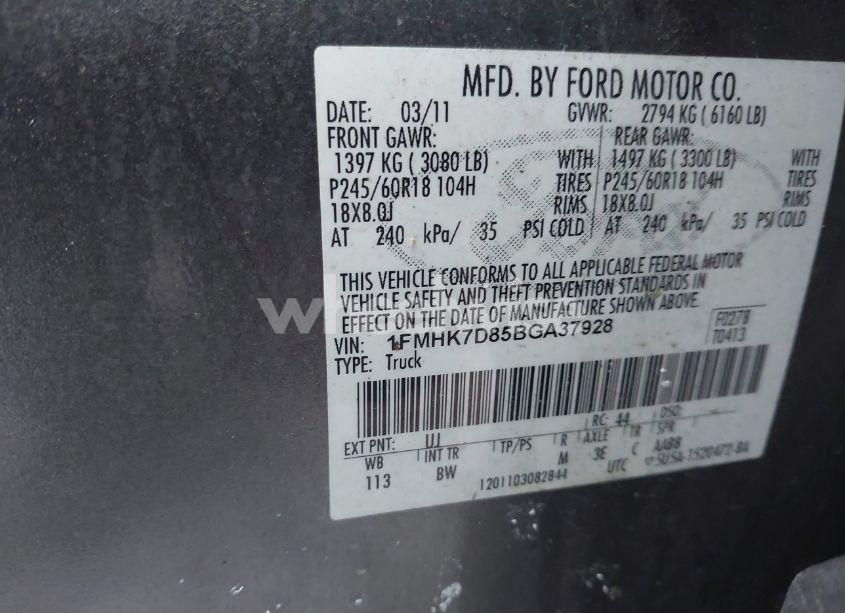 MFD. BY FORD MOTOR CO.
DATE: 03/11 GVWR: 2794 KG ( 6160 LB)
FRONT GAWR: REAR GAWR:
1397 KG ( 3080 LB) WITH 1497 KG ( 3300 LB) WITH
P245/60R18 104H TIRES P245/60R18 104H TIRES
18X8.0J RIMS 18X8.0J RIMS
AT 240 kPa/ 35 PSI COLD AT 240 kPa/ 35 PSI COLD
THIS VEHICLE CONFORMS TO ALL APPLICABLE FEDERAL MOTOR
VEHICLE SAFETY AND THEFT PREVENTION STANDARDS IN
EFFECT ON THE DATE OF MANUFACTURE SHOWN ABOVE.
VIN: 1FMHK7D85BGA37928 F0278
TYPE: Truck T0413
RC: 44 DSO:
EXT PNT: UJ
WB INT TR TP/PS R AXLE TR SPR
113 BW M 3E C AABB
1201103082844 UTC